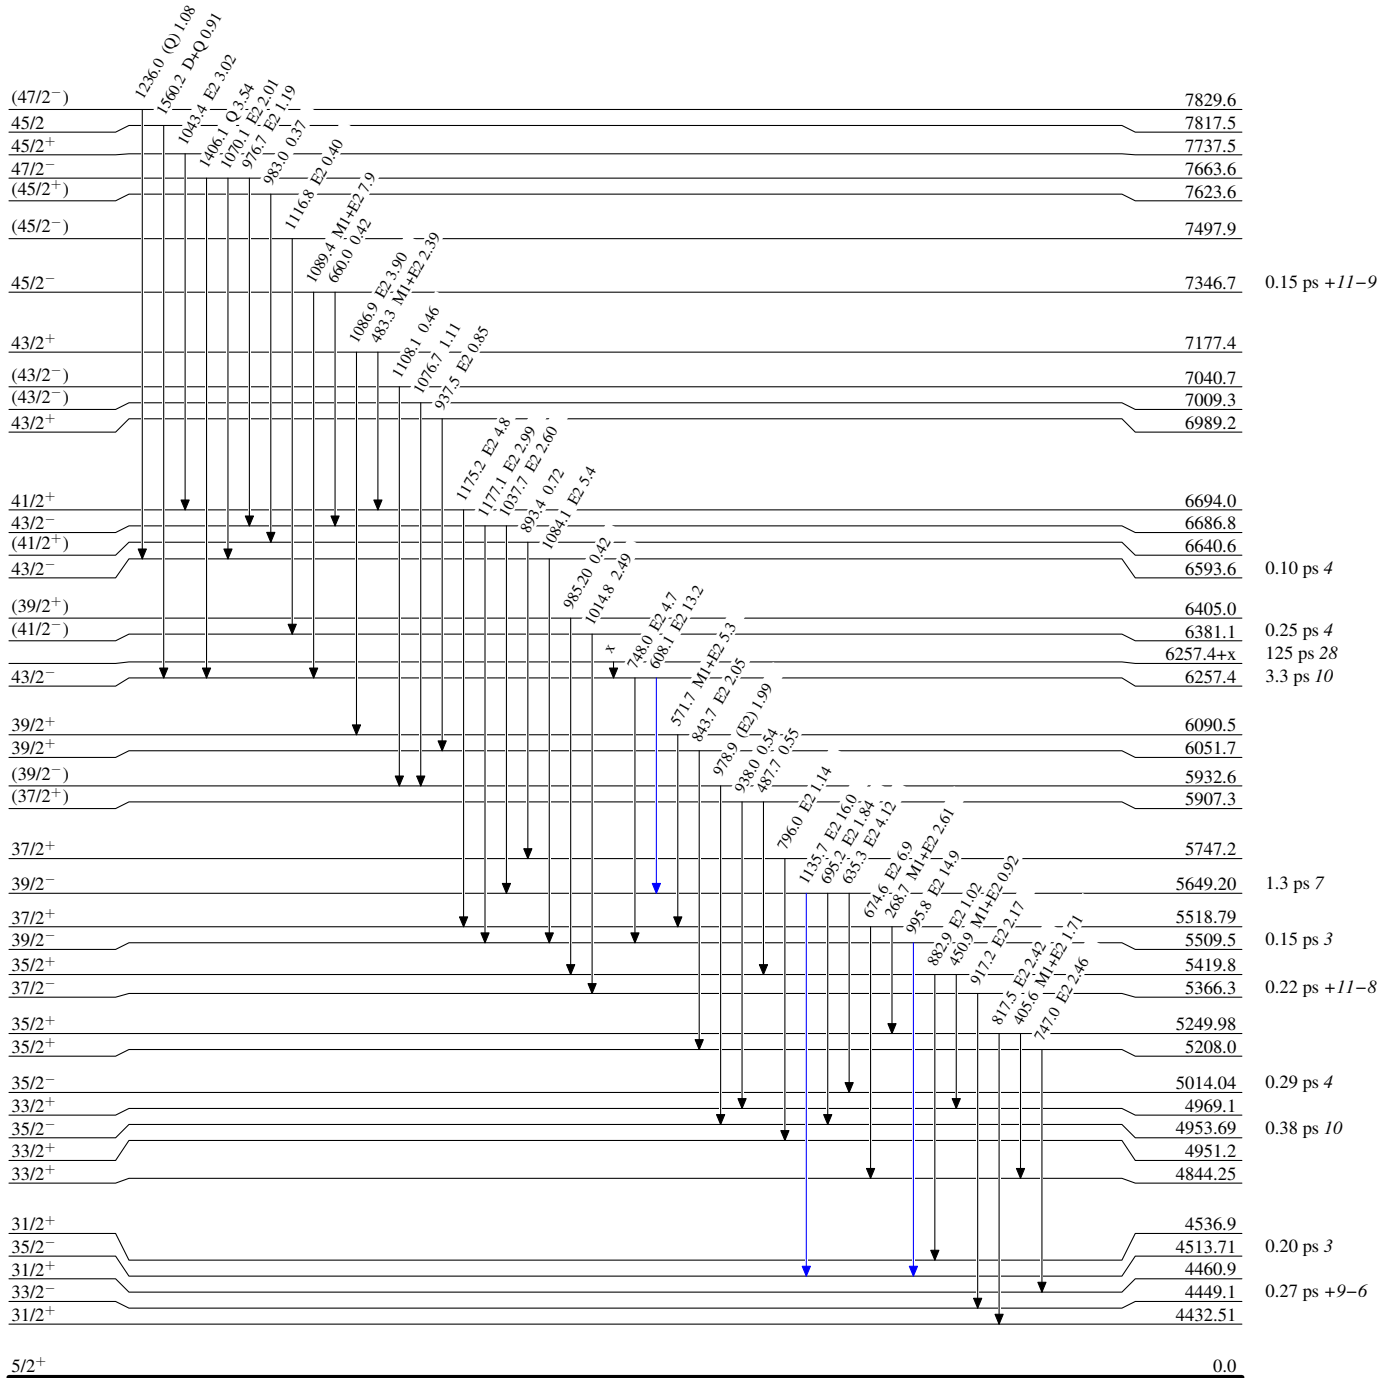 1236.0 (Q) 1.08
1560.2 D+Q 0.91
1043.4 E2 3.02
1406.1 Q 3.54
1070.1 E2 2.01
976.7 E2 1.19
983.0 0.37
1116.8 E2 0.40
1089.4 M1+E2 7.9
660.0 0.42
1086.9 E2 3.90
483.3 M1+E2 2.39
1108.1 0.46
1076.7 1.11
937.5 E2 0.85
1175.2 E2 4.8
1177.1 E2 2.99
1037.7 E2 2.60
893.4 0.72
1084.1 E2 5.4
985.20 0.42
1014.8 2.49
x
748.0 E2 4.7
608.1 E2 13.2
571.7 M1+E2 5.3
843.7 E2 2.05
978.9 (E2) 1.99
938.0 0.54
487.7 0.55
796.0 E2 1.14
1135.7 E2 16.0
695.2 E2 1.84
635.3 E2 4.12
674.6 E2 6.9
268.7 M1+E2 2.61
995.8 E2 14.9
882.9 E2 1.02
450.9 M1+E2 0.92
917.2 E2 2.17
817.5 E2 2.42
405.6 M1+E2 1.71
747.0 E2 2.46
(47/2⁻) 7829.6
45/2 7817.5
45/2⁺ 7737.5
47/2⁻ 7663.6
(45/2⁺) 7623.6
(45/2⁻) 7497.9
45/2⁻ 7346.7 0.15 ps +11−9
43/2⁺ 7177.4
(43/2⁻) 7040.7
(43/2⁻) 7009.3
43/2⁺ 6989.2
41/2⁺ 6694.0
43/2⁻ 6686.8
(41/2⁺) 6640.6
43/2⁻ 6593.6 0.10 ps 4
(39/2⁺) 6405.0
(41/2⁻) 6381.1 0.25 ps 4
6257.4+x 125 ps 28
43/2⁻ 6257.4 3.3 ps 10
39/2⁺ 6090.5
39/2⁺ 6051.7
(39/2⁻) 5932.6
(37/2⁺) 5907.3
37/2⁺ 5747.2
39/2⁻ 5649.20 1.3 ps 7
37/2⁺ 5518.79
39/2⁻ 5509.5 0.15 ps 3
35/2⁺ 5419.8
37/2⁻ 5366.3 0.22 ps +11−8
35/2⁺ 5249.98
35/2⁺ 5208.0
35/2⁻ 5014.04 0.29 ps 4
33/2⁺ 4969.1
35/2⁻ 4953.69 0.38 ps 10
33/2⁺ 4951.2
33/2⁺ 4844.25
31/2⁺ 4536.9
35/2⁻ 4513.71 0.20 ps 3
31/2⁺ 4460.9
33/2⁻ 4449.1 0.27 ps +9−6
31/2⁺ 4432.51
5/2⁺ 0.0